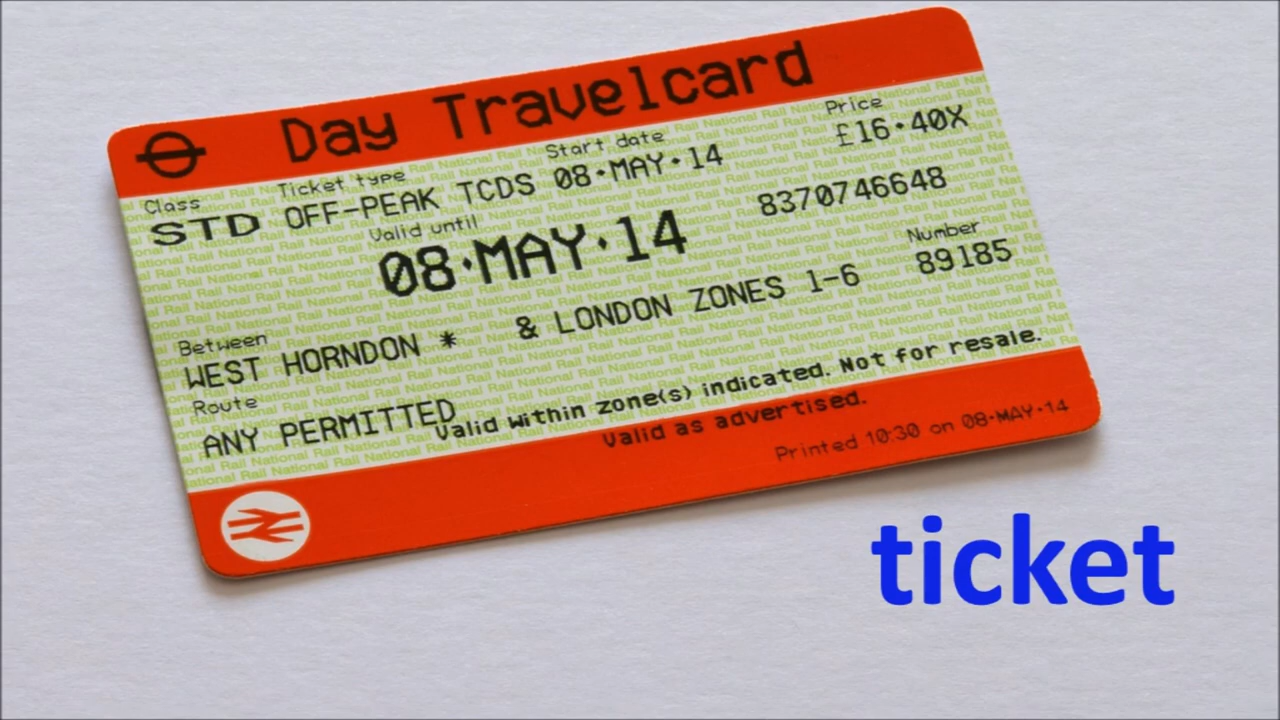 Day Travelcard
Class Ticket type Start date Price
STD OFF-PEAK TCDS 08·MAY·14 £16·40X
Valid until
08·MAY·14 8370746648
Number
Between
WEST HORNDON * & LONDON ZONES 1-6 89185
Route
ANY PERMITTED
Valid within zone(s) indicated. Not for resale.
Valid as advertised.
Printed 10:30 on 08·MAY·14
ticket